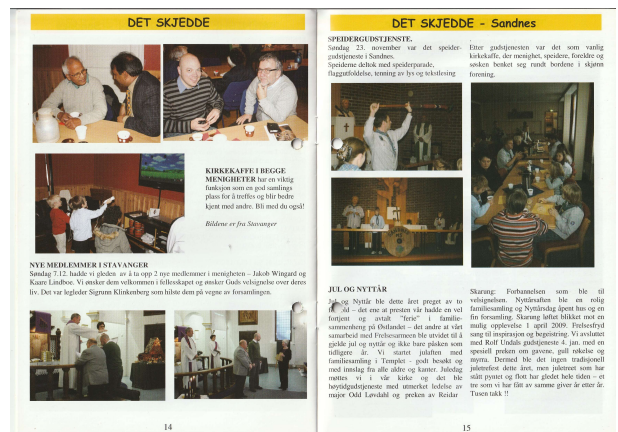 DET SKJEDDE
KIRKEKAFFE I BEGGE
MENIGHETER har en viktig
funksjon som en god samlings
plass for å treffes og blir bedre
kjent med andre. Bli med du også!
Bildene er fra Stavanger
NYE MEDLEMMER I STAVANGER
Søndag 7.12. hadde vi gleden av å ta opp 2 nye medlemmer i menigheten – Jakob Wingard og
Kaare Lindboe. Vi ønsker dem velkommen i fellesskapet og ønsker Guds velsignelse over deres
liv. Det var legleder Sigrunn Klinkenberg som hilste dem på vegne av forsamlingen.
14
DET SKJEDDE - Sandnes
SPEIDERGUDSTJENSTE.
Søndag 23. november var det speider-
gudstjeneste i Sandnes.
Speiderne deltok med speiderparade,
flaggutfoldelse, tenning av lys og tekstlesing
Etter gudstjenesten var det som vanlig
kirkekaffe, der menighet, speidere, foreldre og
søsken benket seg rundt bordene i skjønn
forening.
JUL OG NYTTÅR
Jul og Nyttår ble dette året preget av to
– det ene at presten vår hadde en vel
fortjent og avtalt "ferie" i familie-
sammenheng på Østlandet – det andre at vårt
samarbeid med Frelsesarmeen ble utvidet til å
gjelde jul og nyttår og ikke bare påsken som
tidligere år. Vi startet julaften med
familiesamling i Templet - godt besøkt og
med innslag fra alle aldre og kanter. Juledag
møttes vi i vår kirke og det ble
høytidgudstjeneste med utmerket ledelse av
major Odd Løvdahl og preken av Reidar
Skarung: Forbannelsen som ble til
velsignelsen. Nyttårsaften ble en rolig
familiesamling og Nyttårsdag åpent hus og en
fin forsamling. Skarung løftet blikket mot en
mulig opplevelse 1 april 2009. Frelsesfryd
sang til inspirasjon og begeistring. Vi avsluttet
med Rolf Undals gudstjeneste 4. jan. med en
spesiell preken om gavene, gull røkelse og
myrra. Dermed ble det ingen tradisjonell
juletrefest dette året, men juletreet som har
stått pyntet og flott har gledet hele tiden – et
tre som vi har fått av samme giver år etter år.
Tusen takk !!
15